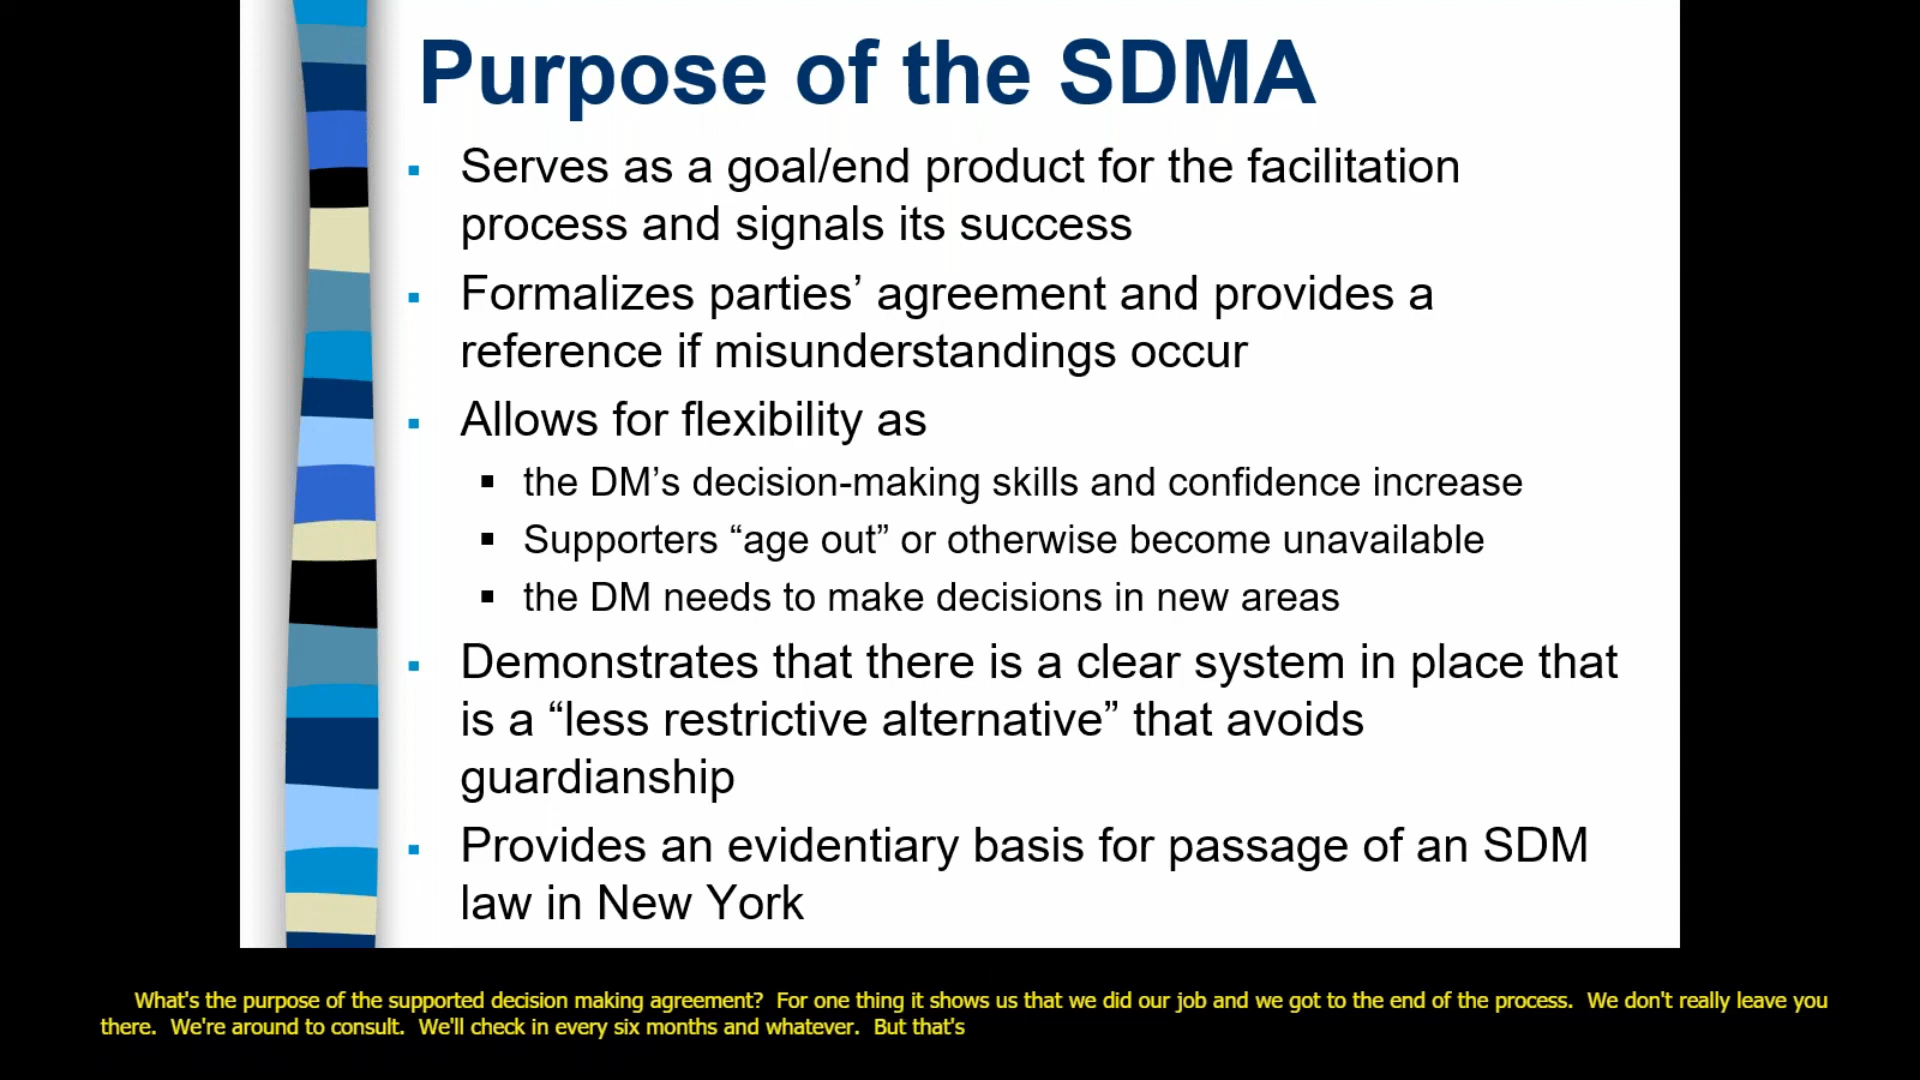 Purpose of the SDMA
Serves as a goal/end product for the facilitation
process and signals its success
Formalizes parties’ agreement and provides a
reference if misunderstandings occur
Allows for flexibility as
the DM’s decision-making skills and confidence increase
Supporters “age out” or otherwise become unavailable
the DM needs to make decisions in new areas
Demonstrates that there is a clear system in place that
is a “less restrictive alternative” that avoids
guardianship
Provides an evidentiary basis for passage of an SDM
law in New York
What's the purpose of the supported decision making agreement?  For one thing it shows us that we did our job and we got to the end of the process.  We don't really leave you
there.  We're around to consult.  We'll check in every six months and whatever.  But that's